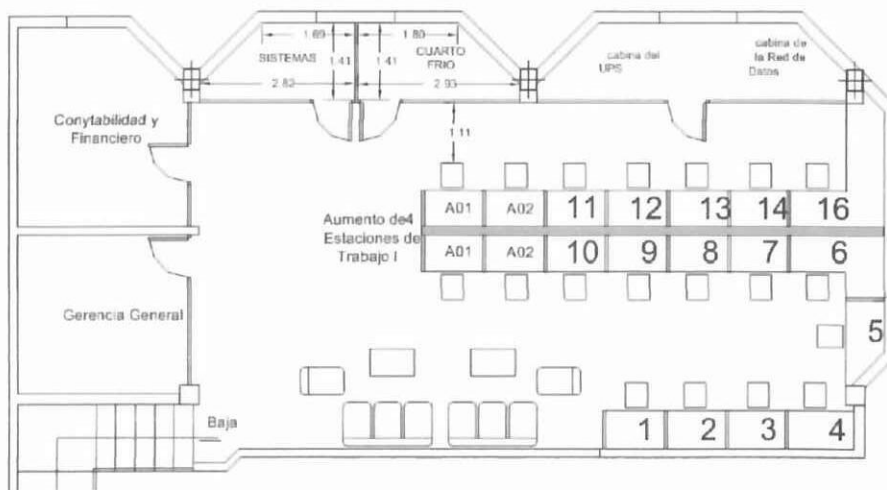 1.69
1.80
SISTEMAS
1.41
1.41
CUARTO
FRIO
2.82
2.93
cabina del
UPS
cabina de
la Red de
Datos
Conytabilidad y
Financiero
1.11
Aumento de4
Estaciones de
Trabajo I
A01 A02 11 12 13 14 16
A01 A02 10 9 8 7 6
Gerencia General
5
Baja
1 2 3 4